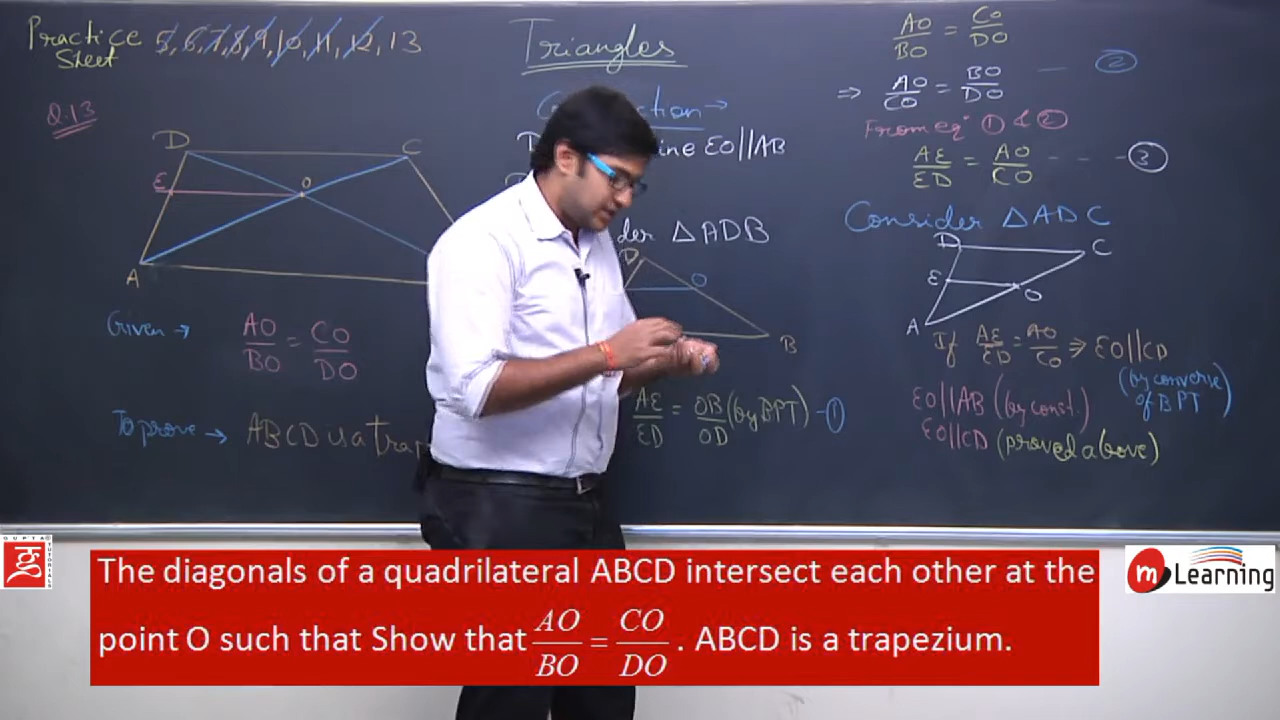 Practice Sheet 5, 6, 7, 8, 9, 10, 11, 12, 13
Q.13
D C
E O
A
Given → AO/BO = CO/DO
To prove → ABCD is a trap
Triangles
ine EO||AB
der △ADB
D
O
B
AE/ED = OB/OD (by BPT) - ①
AO/BO = CO/DO
⇒ AO/CO = BO/DO — ②
From eqⁿ ① & ②
AE/ED = AO/CO - - - - ③
Consider △ADC
D C
E O
A
If AE/ED = AO/CO ⇒ EO||CD
(by converse of BPT)
EO||AB (by const.)
EO||CD (proved above)
GUPTA TUTORIALS
m Learning
The diagonals of a quadrilateral ABCD intersect each other at the
point O such that Show that AO/BO = CO/DO . ABCD is a trapezium.